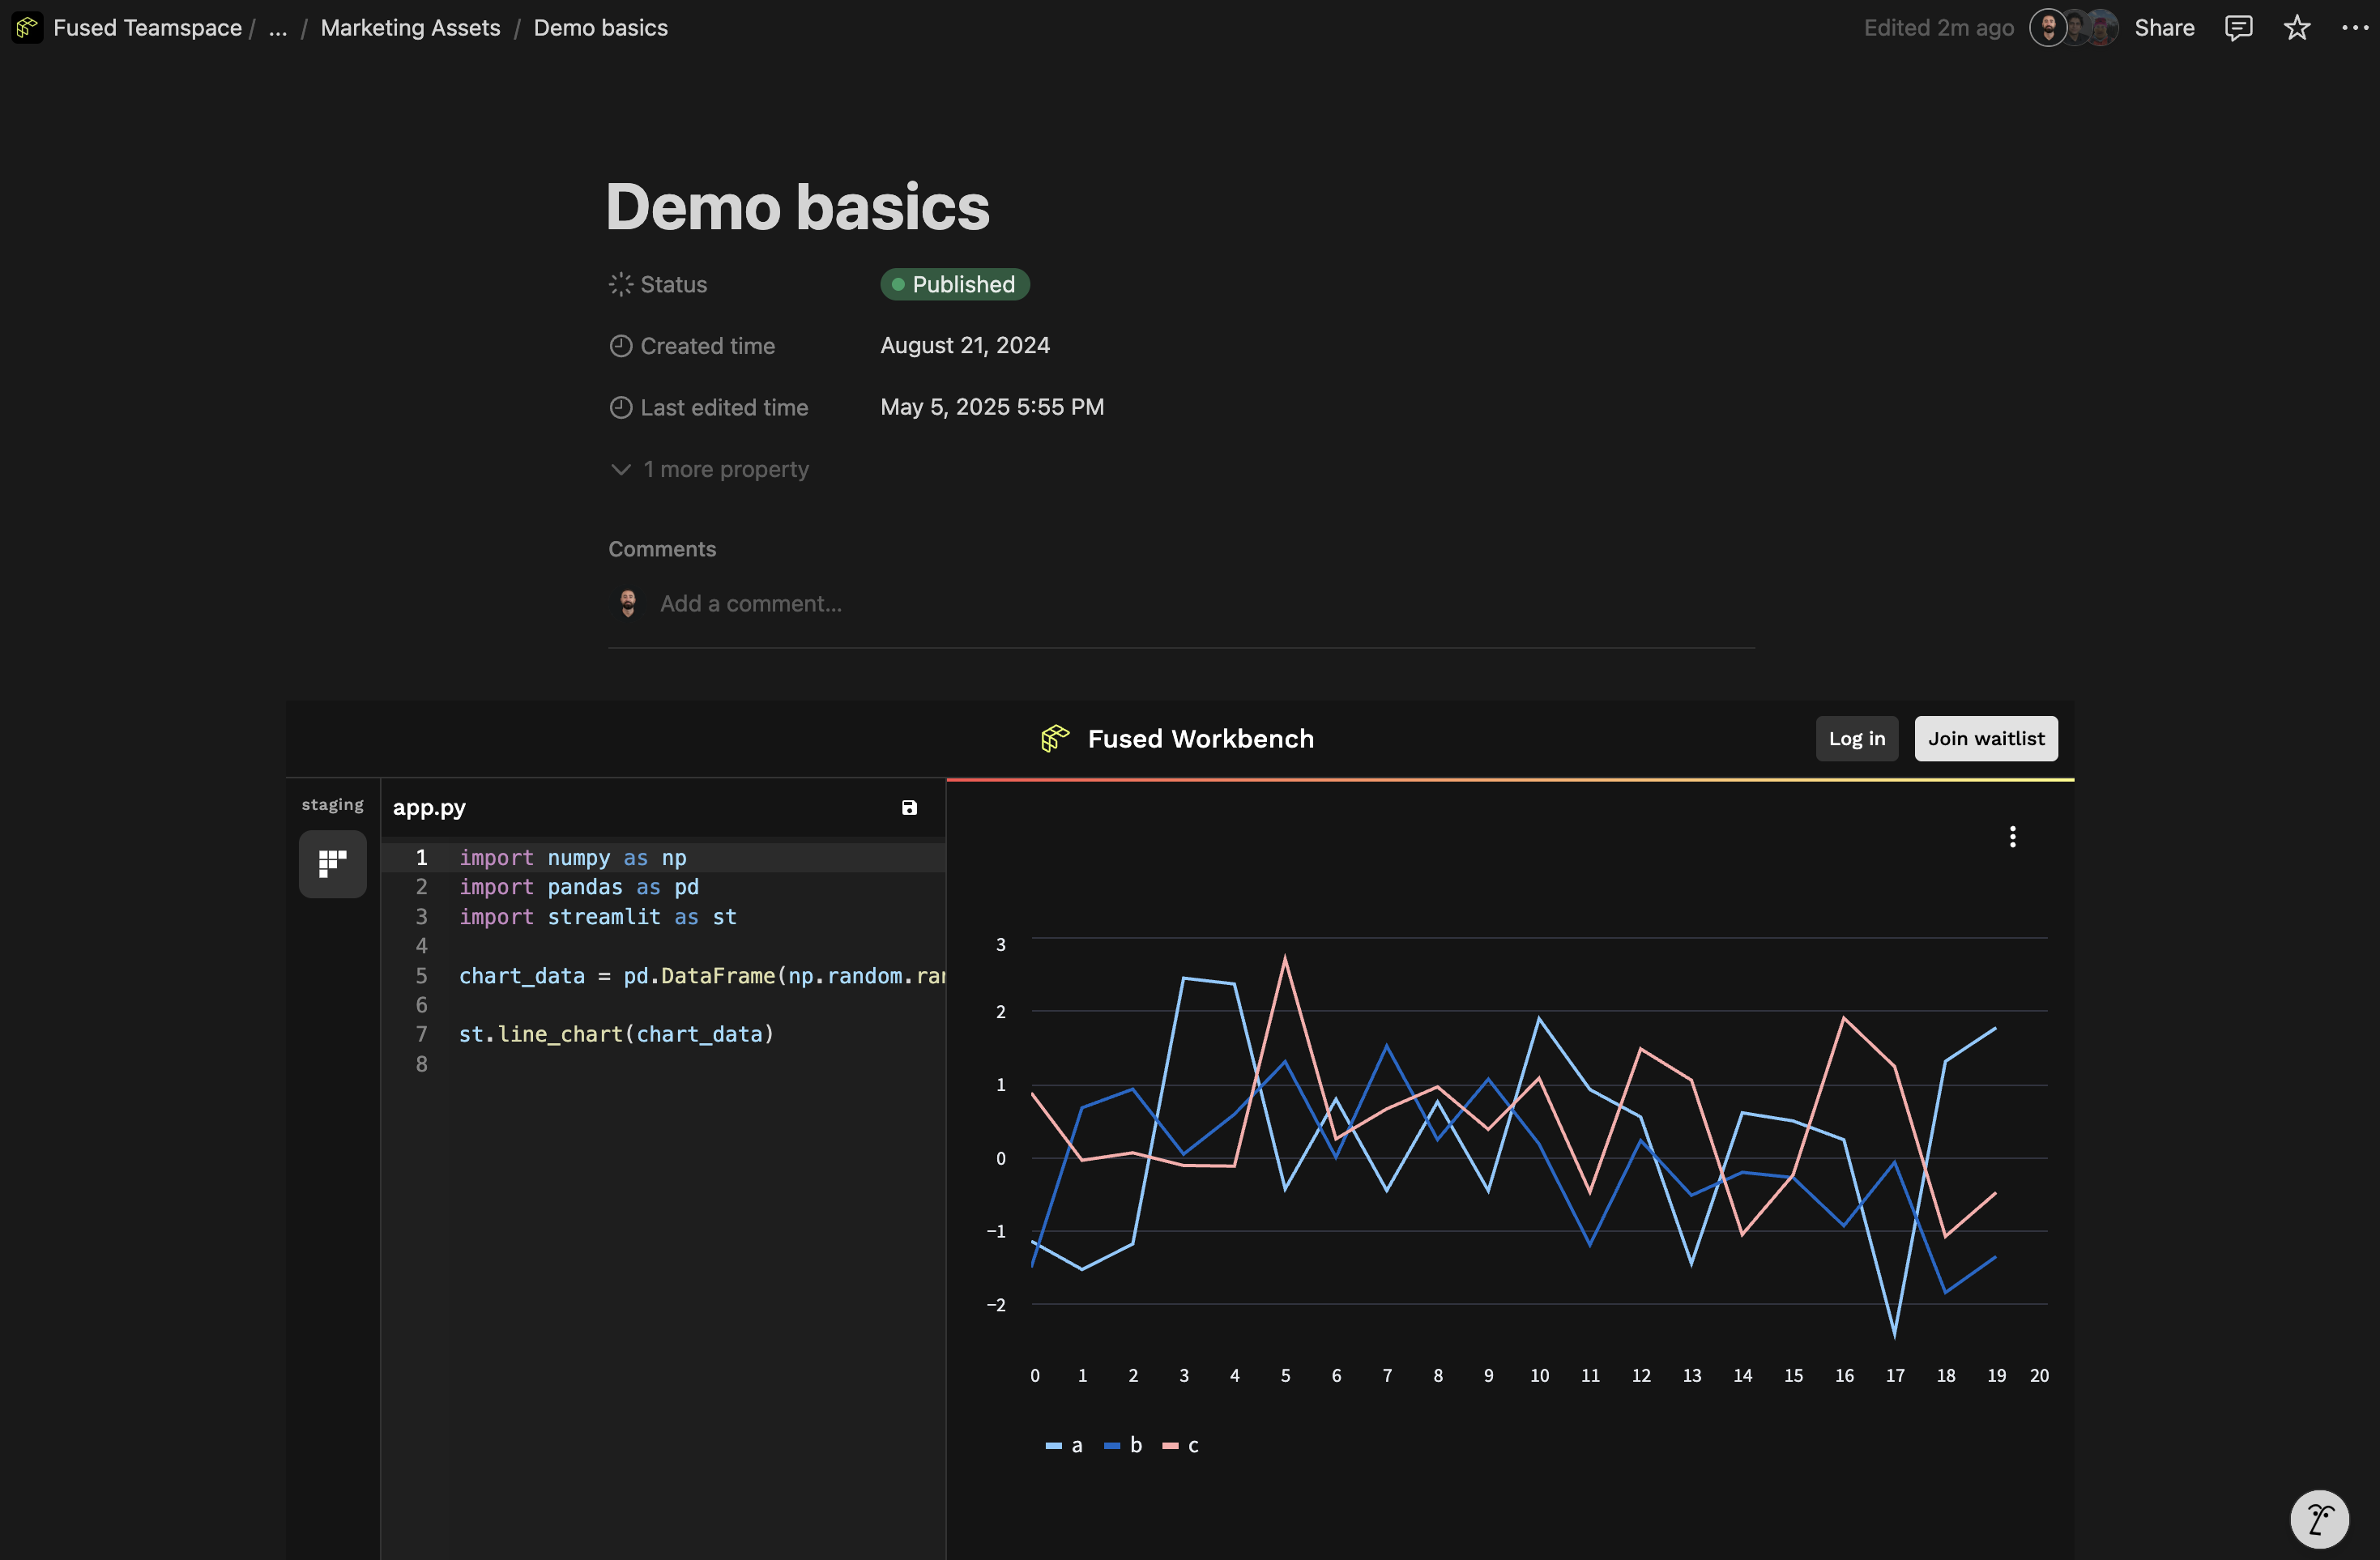 Fused Teamspace / ... / Marketing Assets / Demo basics
Edited 2m ago Share
Demo basics
Status Published
Created time August 21, 2024
Last edited time May 5, 2025 5:55 PM
1 more property
Comments
Add a comment...
Fused Workbench
Log in Join waitlist
staging
app.py
1 import numpy as np
2 import pandas as pd
3 import streamlit as st
4
5 chart_data = pd.DataFrame(np.random.ran
6
7 st.line_chart(chart_data)
8
3
2
1
0
−1
−2
0 1 2 3 4 5 6 7 8 9 10 11 12 13 14 15 16 17 18 19 20
a b c